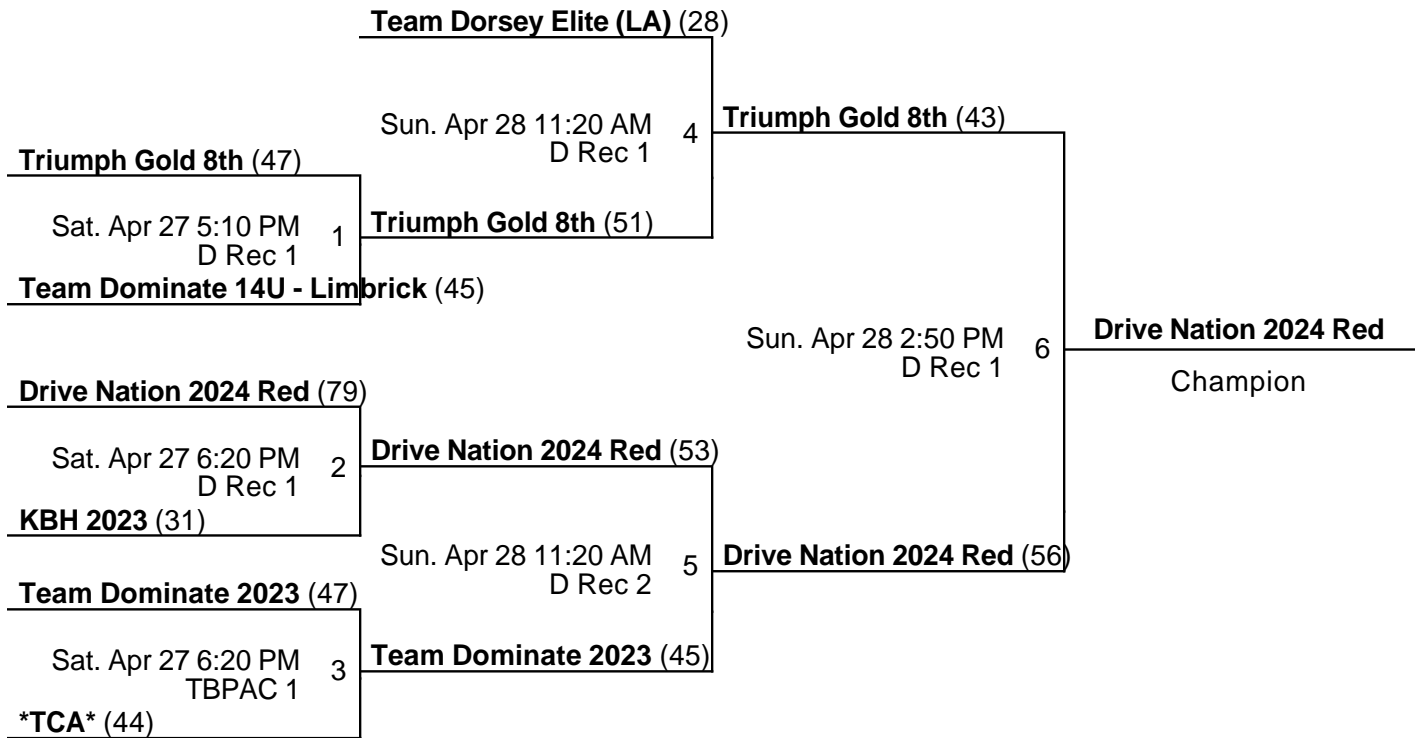 Team Dorsey Elite (LA) (28)
Sun. Apr 28 11:20 AM
4
D Rec 1
Triumph Gold 8th (43)
Triumph Gold 8th (47)
Sat. Apr 27 5:10 PM
1
D Rec 1
Triumph Gold 8th (51)
Team Dominate 14U - Limbrick (45)
Sun. Apr 28 2:50 PM
6
D Rec 1
Drive Nation 2024 Red
Champion
Drive Nation 2024 Red (79)
Sat. Apr 27 6:20 PM
2
D Rec 1
Drive Nation 2024 Red (53)
KBH 2023 (31)
Sun. Apr 28 11:20 AM
5
D Rec 2
Drive Nation 2024 Red (56)
Team Dominate 2023 (47)
Sat. Apr 27 6:20 PM
3
TBPAC 1
Team Dominate 2023 (45)
*TCA* (44)